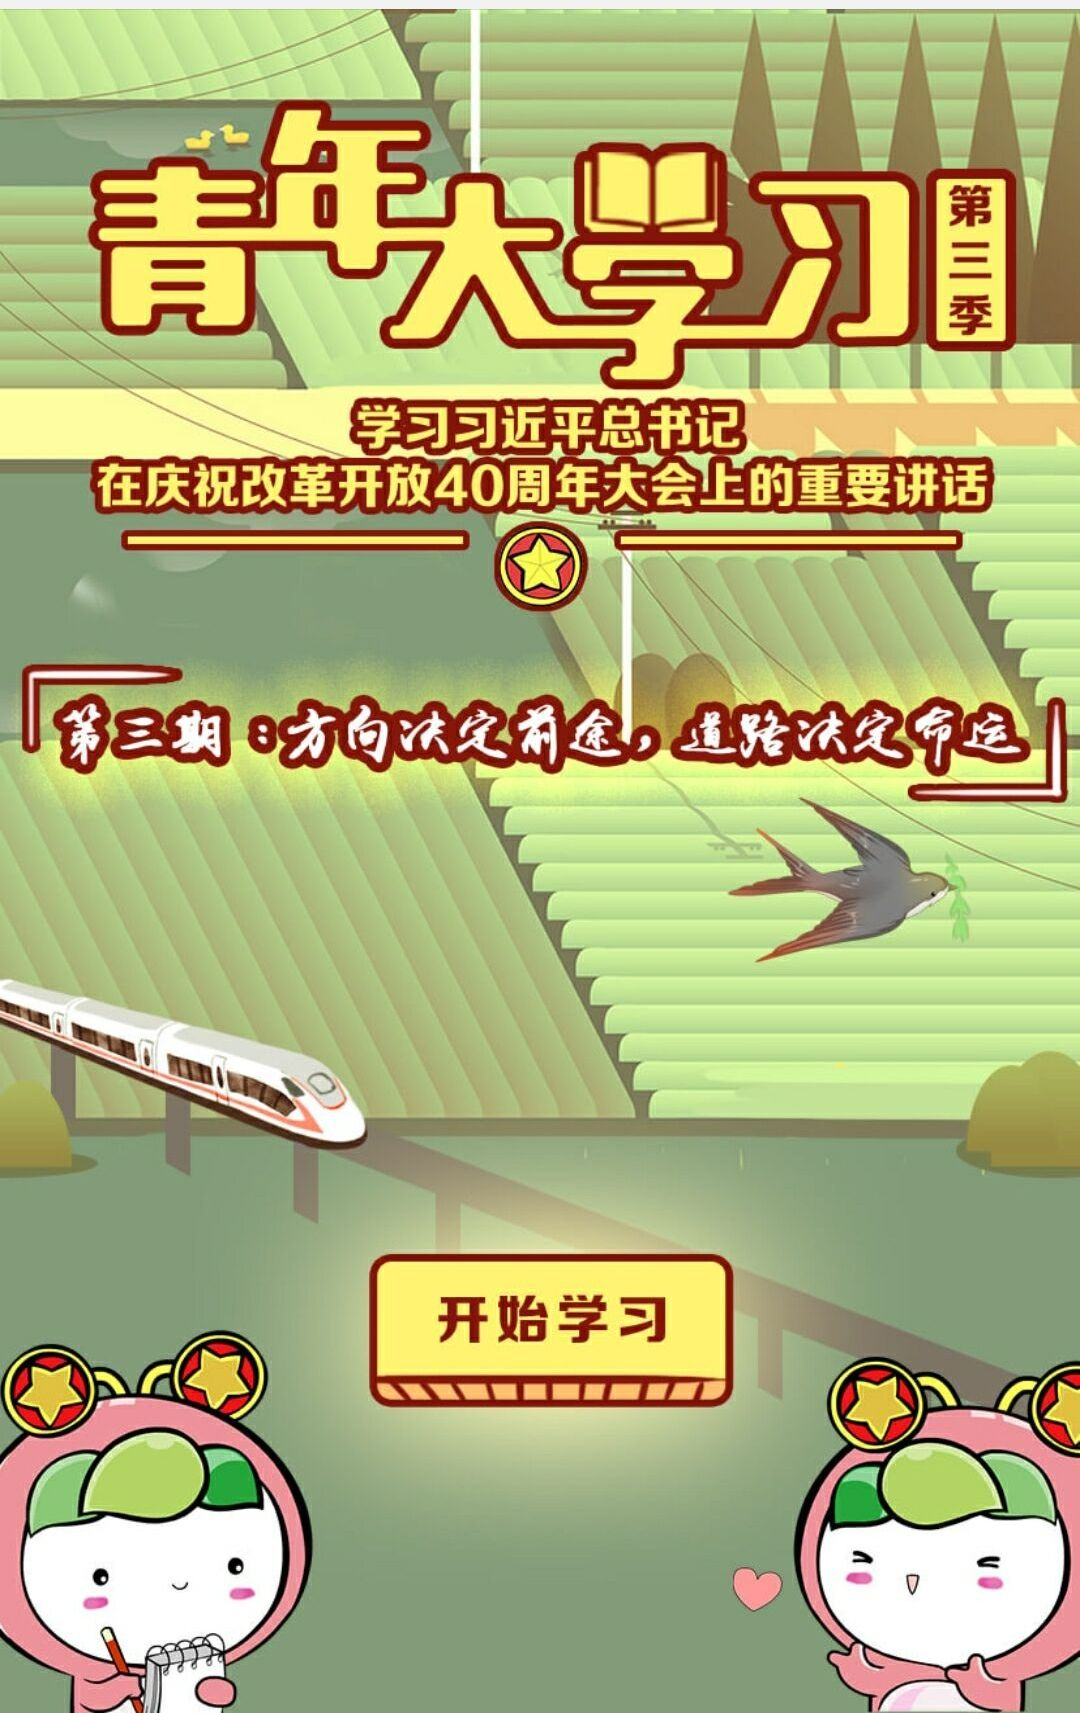 青年大学习
第三季
学习习近平总书记
在庆祝改革开放40周年大会上的重要讲话
第三期：方向决定前途，道路决定命运
开始学习